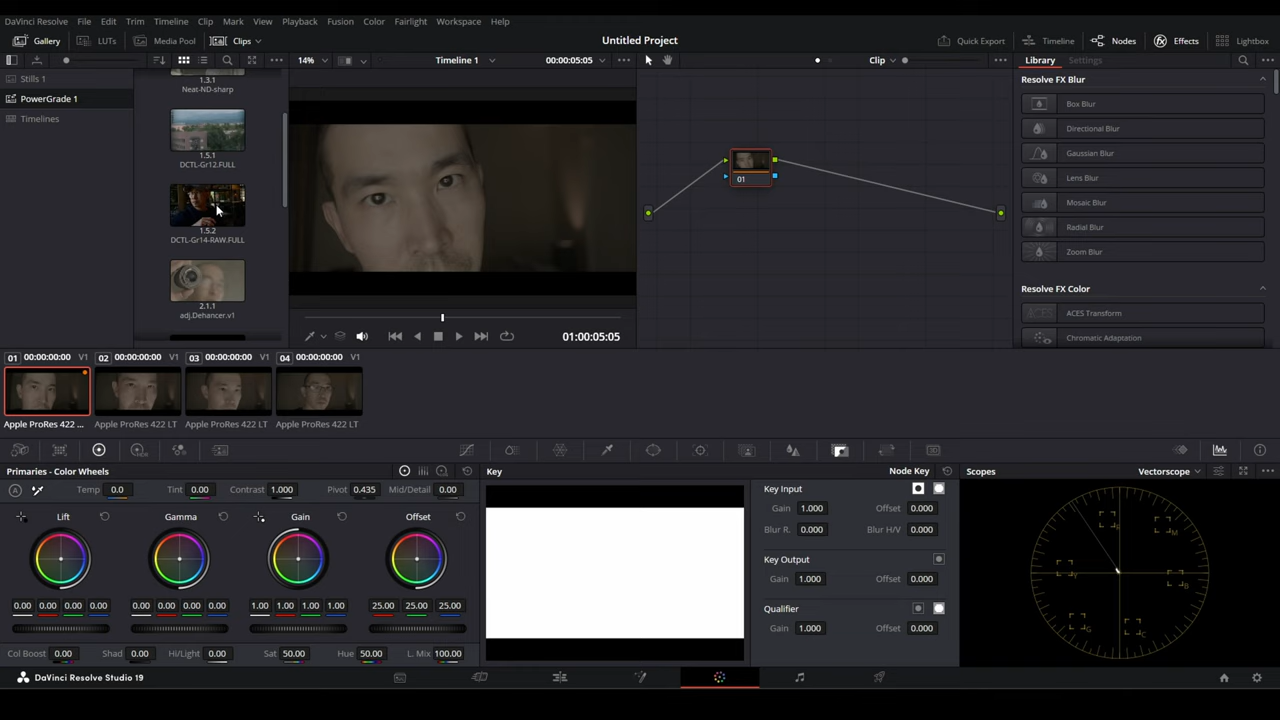 DaVinci Resolve File Edit Trim Timeline Clip Mark View Playback Fusion Color Fairlight Workspace Help
Gallery LUTs Media Pool Clips Untitled Project Quick Export Timeline Nodes Effects Lightbox
14% Timeline 1 00:00:05:05 Clip Library Settings
Stills 1
PowerGrade 1
Timelines
1.3.1
Neat-ND-sharp
1.5.1
DCTL-Gr12.FULL
1.5.2
DCTL-Gr14-RAW.FULL
2.1.1
adj.Dehancer.v1
01
Resolve FX Blur
Box Blur
Directional Blur
Gaussian Blur
Lens Blur
Mosaic Blur
Radial Blur
Zoom Blur
Resolve FX Color
ACES Transform
Chromatic Adaptation
01:00:05:05
01 00:00:00:00 V1 02 00:00:00:00 V1 03 00:00:00:00 V1 04 00:00:00:00 V1
Apple ProRes 422 ... Apple ProRes 422 LT Apple ProRes 422 LT Apple ProRes 422 LT
Primaries - Color Wheels
Temp 0.0 Tint 0.00 Contrast 1.000 Pivot 0.435 Mid/Detail 0.00
Lift Gamma Gain Offset
0.00 0.00 0.00 0.00 0.00 0.00 0.00 0.00 1.00 1.00 1.00 1.00 25.00 25.00 25.00
Col Boost 0.00 Shad 0.00 Hi/Light 0.00 Sat 50.00 Hue 50.00 L. Mix 100.00
Key Node Key
Key Input
Gain 1.000 Offset 0.000
Blur R. 0.000 Blur H/V 0.000
Key Output
Gain 1.000 Offset 0.000
Qualifier
Gain 1.000 Offset 0.000
Scopes Vectorscope
R M B C G Y
DaVinci Resolve Studio 19